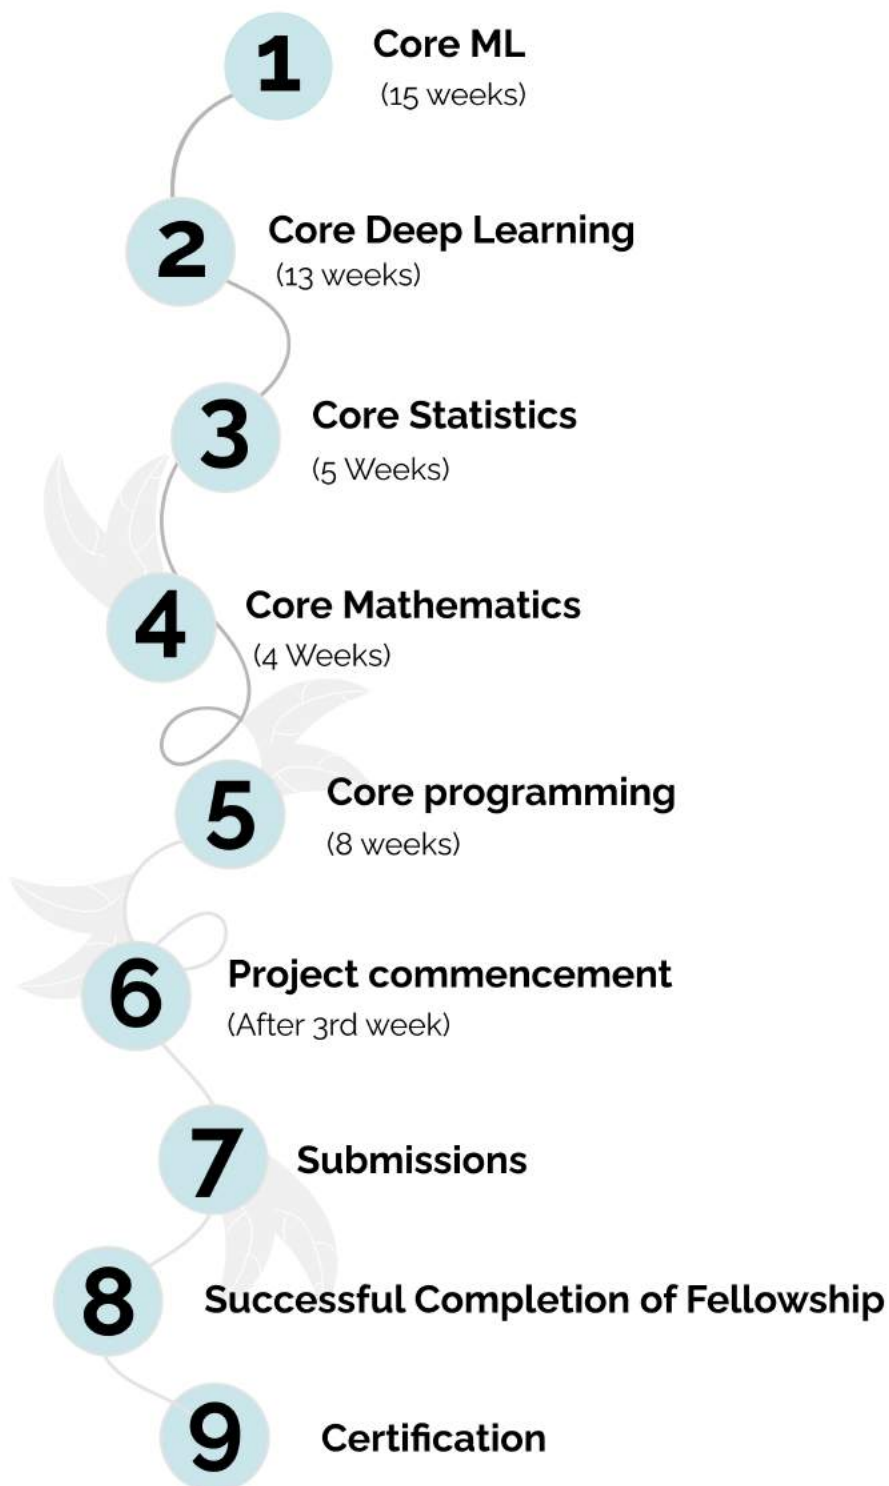 1
Core ML
(15 weeks)
2
Core Deep Learning
(13 weeks)
3
Core Statistics
(5 Weeks)
4
Core Mathematics
(4 Weeks)
5
Core programming
(8 weeks)
6
Project commencement
(After 3rd week)
7
Submissions
8
Successful Completion of Fellowship
9
Certification